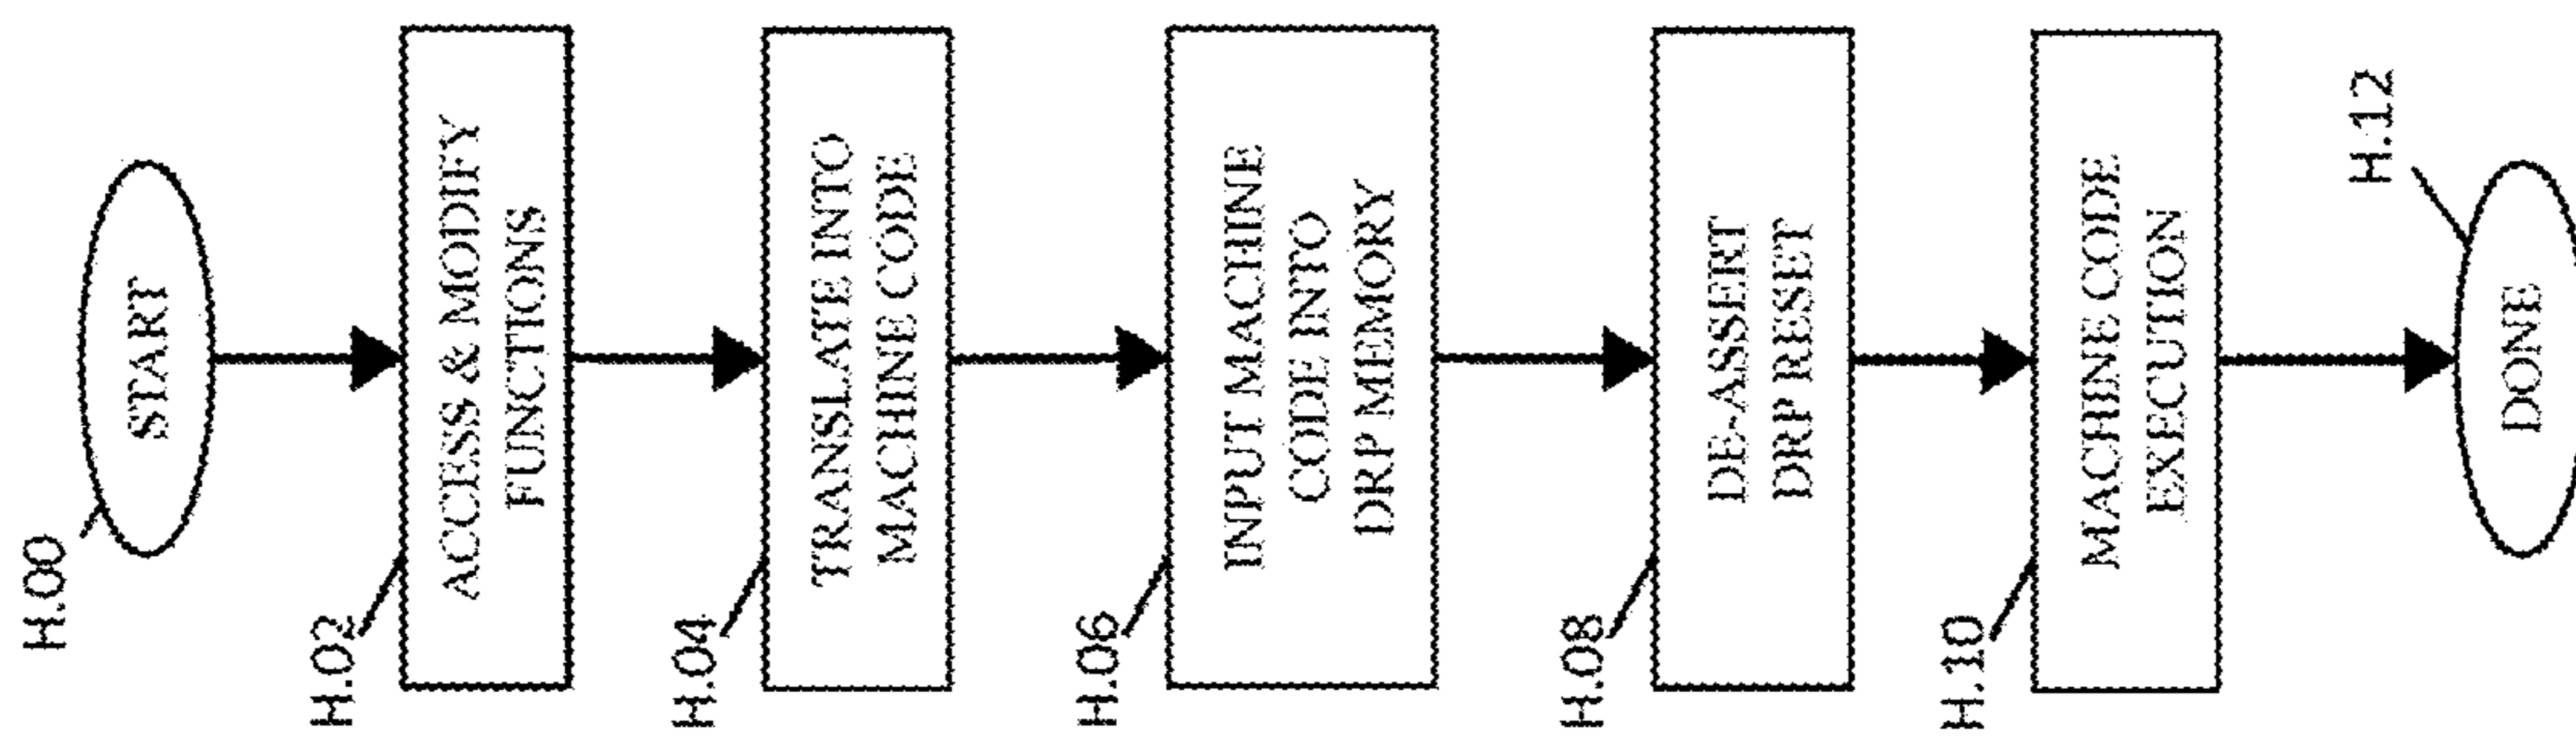 H.00
START
H.02
ACCESS & MODIFY
FUNCTIONS
H.04
TRANSLATE INTO
MACHINE CODE
H.06
INPUT MACHINE
CODE INTO
DRP MEMORY
H.08
DE-ASSERT
DRP RESET
H.10
MACHINE CODE
EXECUTION
H.12
DONE